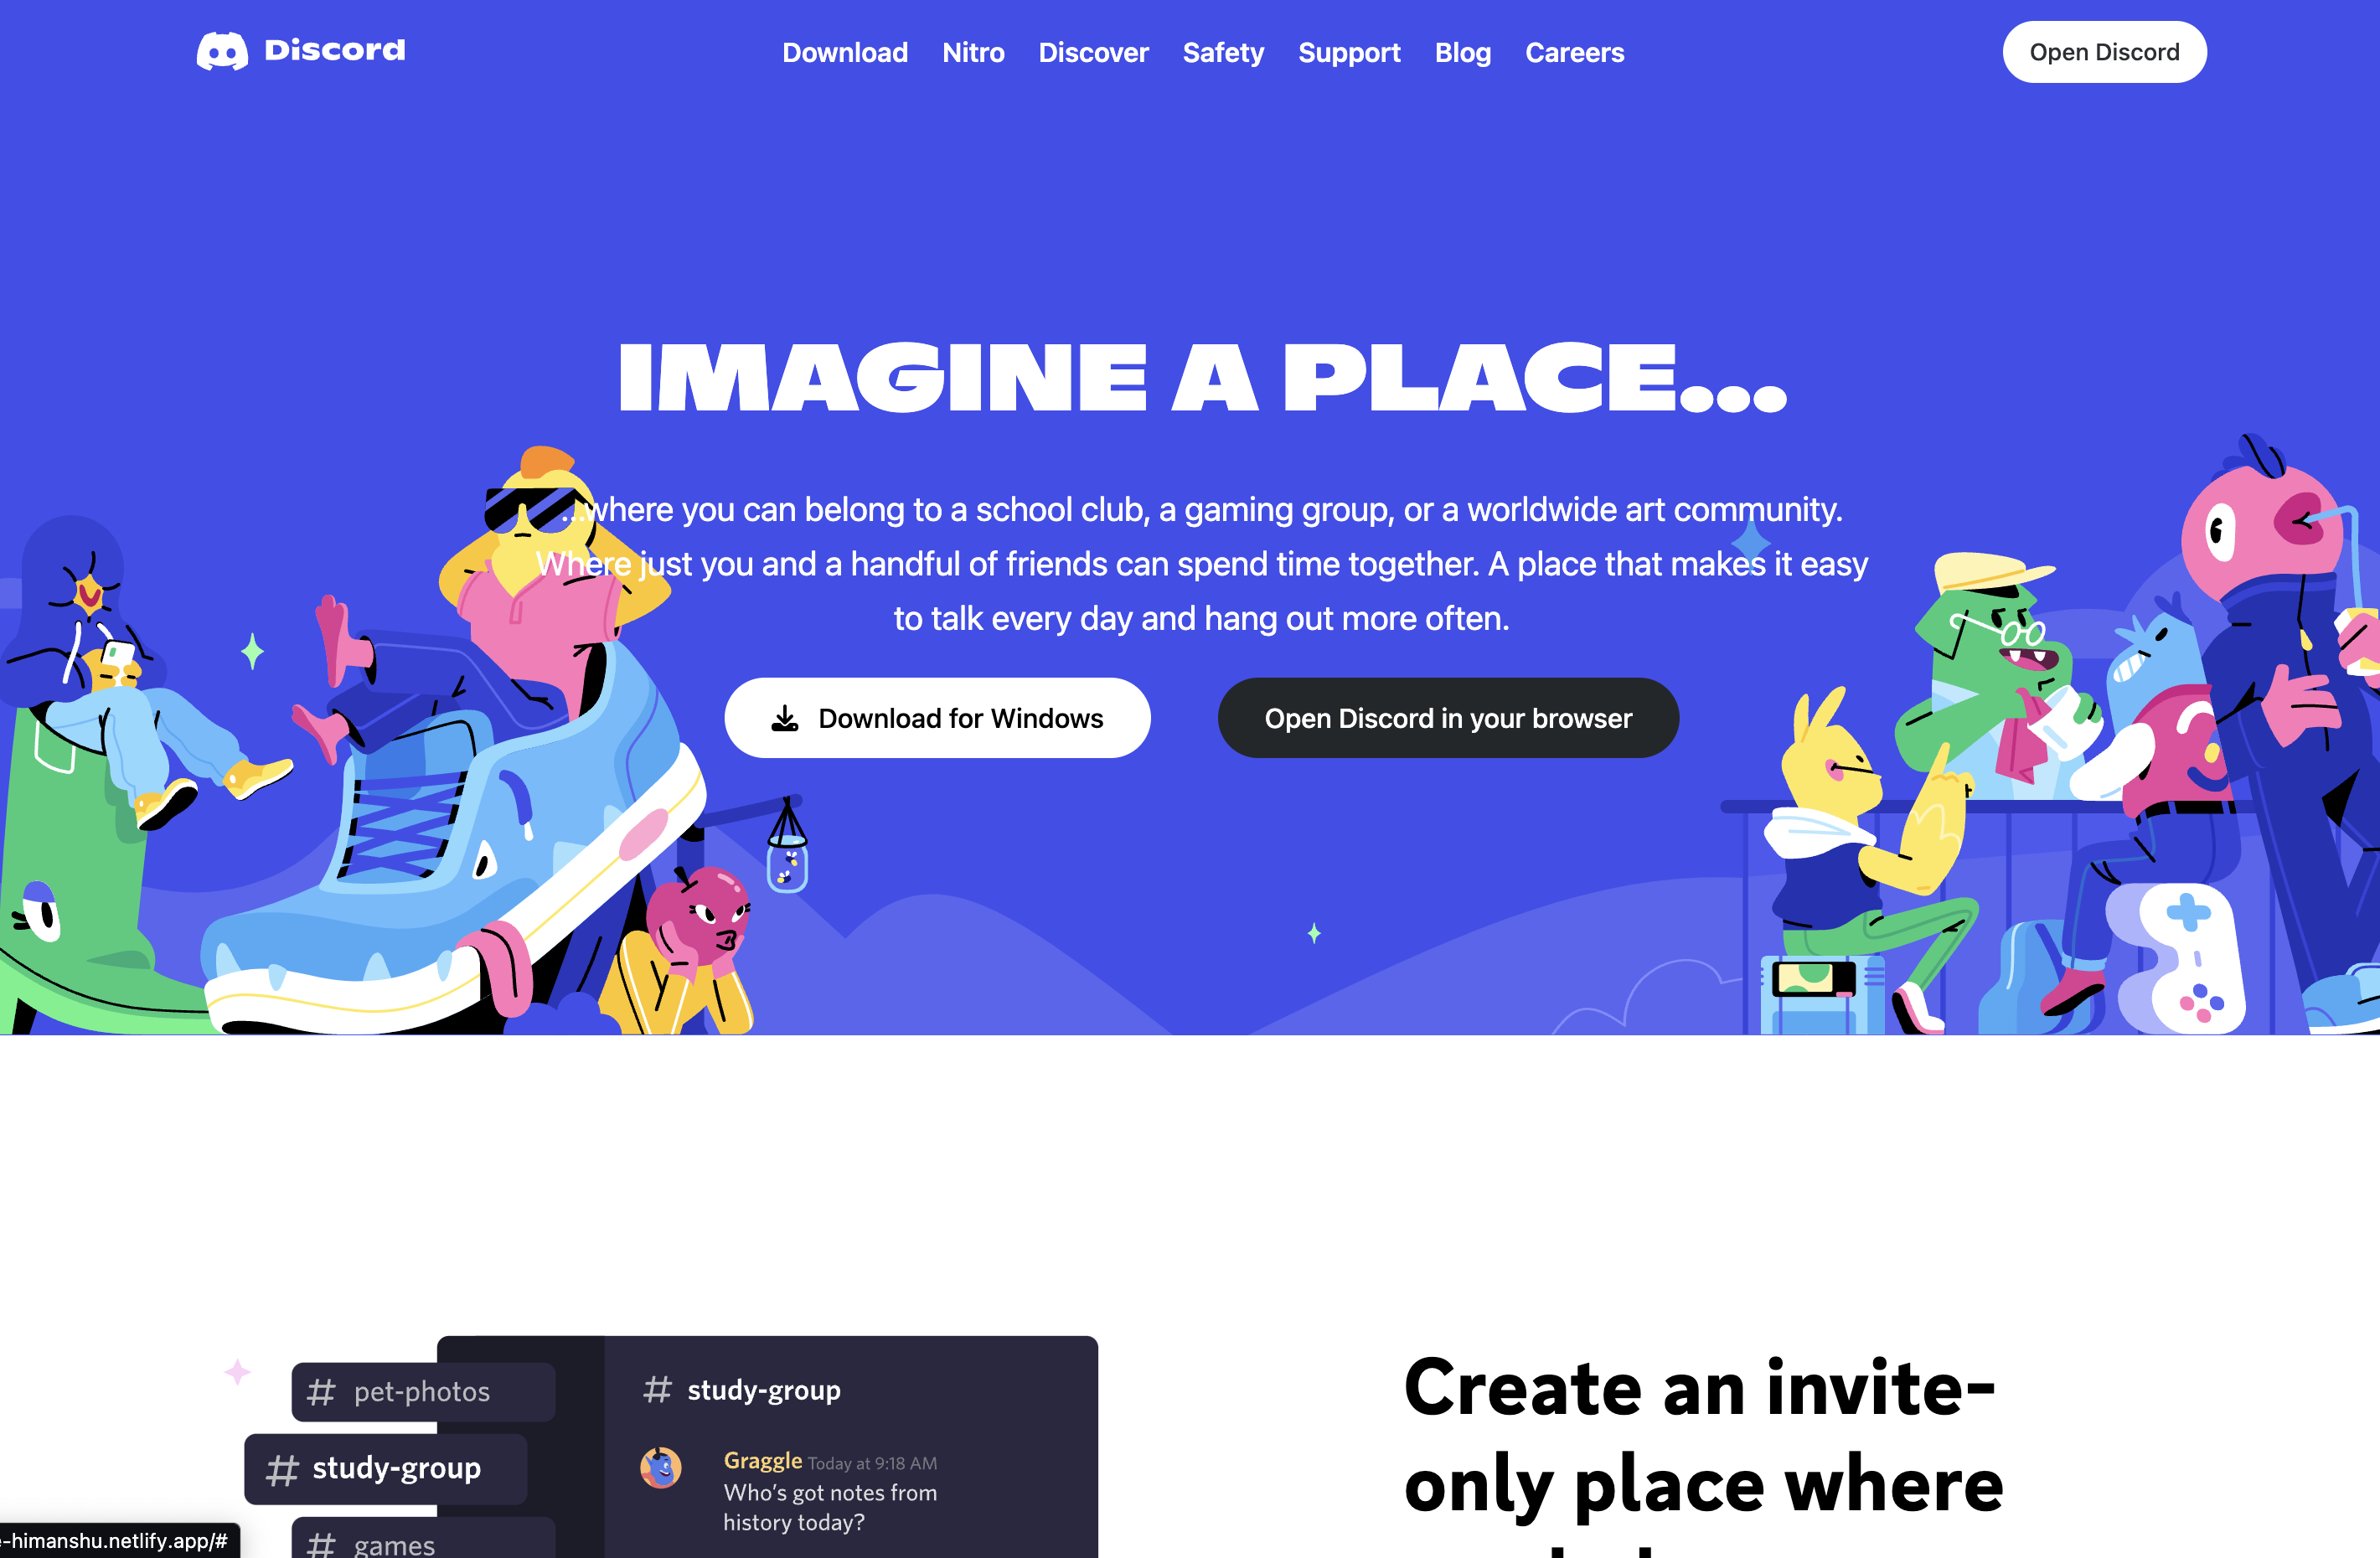 Discord
Download Nitro Discover Safety Support Blog Careers
Open Discord
IMAGINE A PLACE...
...where you can belong to a school club, a gaming group, or a worldwide art community.
Where just you and a handful of friends can spend time together. A place that makes it easy
to talk every day and hang out more often.
Download for Windows
Open Discord in your browser
# pet-photos
# study-group
# games
# study-group
Graggle Today at 9:18 AM
Who's got notes from
history today?
Create an invite-
only place where
-himanshu.netlify.app/#